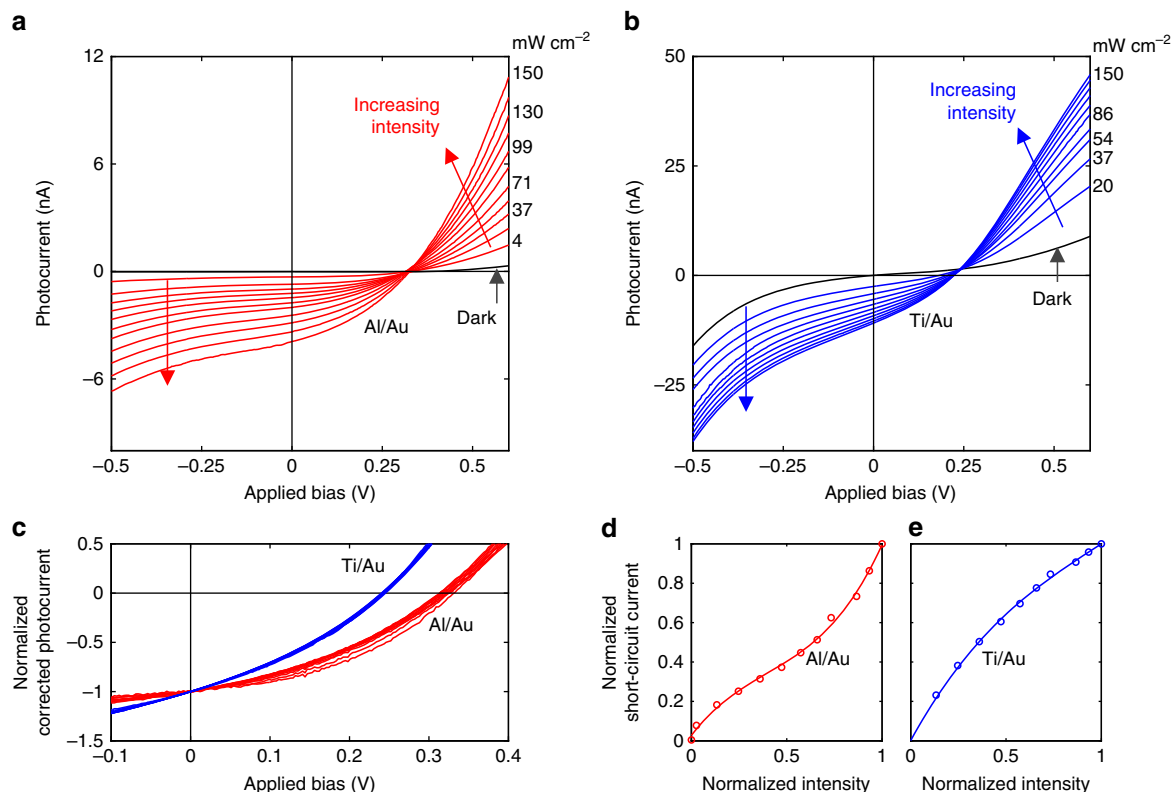 a
mW cm⁻²
12
6
0
−6
Photocurrent (nA)
150
130
99
71
37
4
Increasing
intensity
Al/Au
Dark
−0.5
−0.25
0
0.25
0.5
Applied bias (V)
b
mW cm⁻²
50
25
0
−25
Photocurrent (nA)
150
86
54
37
20
Increasing
intensity
Ti/Au
Dark
−0.5
−0.25
0
0.25
0.5
Applied bias (V)
c
0.5
0
−0.5
−1
−1.5
Normalized
corrected photocurrent
Ti/Au
Al/Au
−0.1
0
0.1
0.2
0.3
0.4
Applied bias (V)
d
1
0.8
0.6
0.4
0.2
0
Normalized
short-circuit current
Al/Au
0
0.5
1
Normalized intensity
e
Ti/Au
0
0.5
1
Normalized intensity